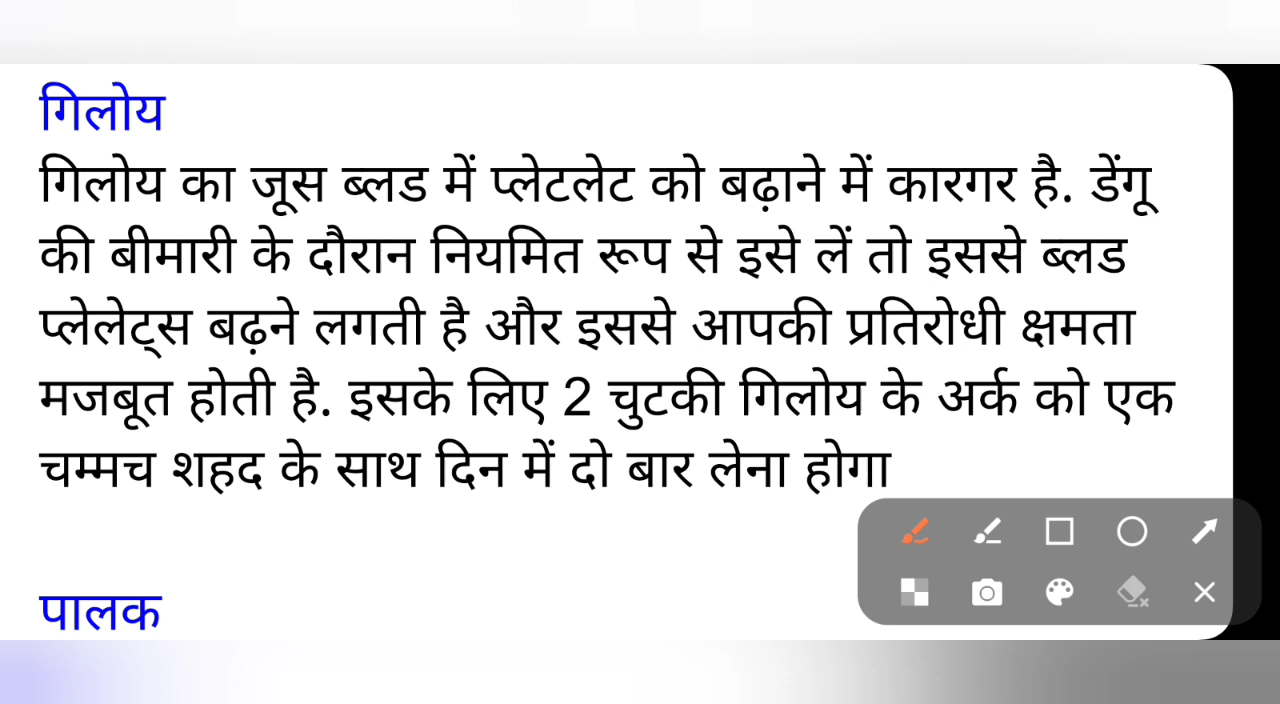 गिलोय
गिलोय का जूस ब्लड में प्लेटलेट को बढ़ाने में कारगर है. डेंगू
की बीमारी के दौरान नियमित रूप से इसे लें तो इससे ब्लड
प्लेलेट्स बढ़ने लगती है और इससे आपकी प्रतिरोधी क्षमता
मजबूत होती है. इसके लिए 2 चुटकी गिलोय के अर्क को एक
चम्मच शहद के साथ दिन में दो बार लेना होगा
पालक